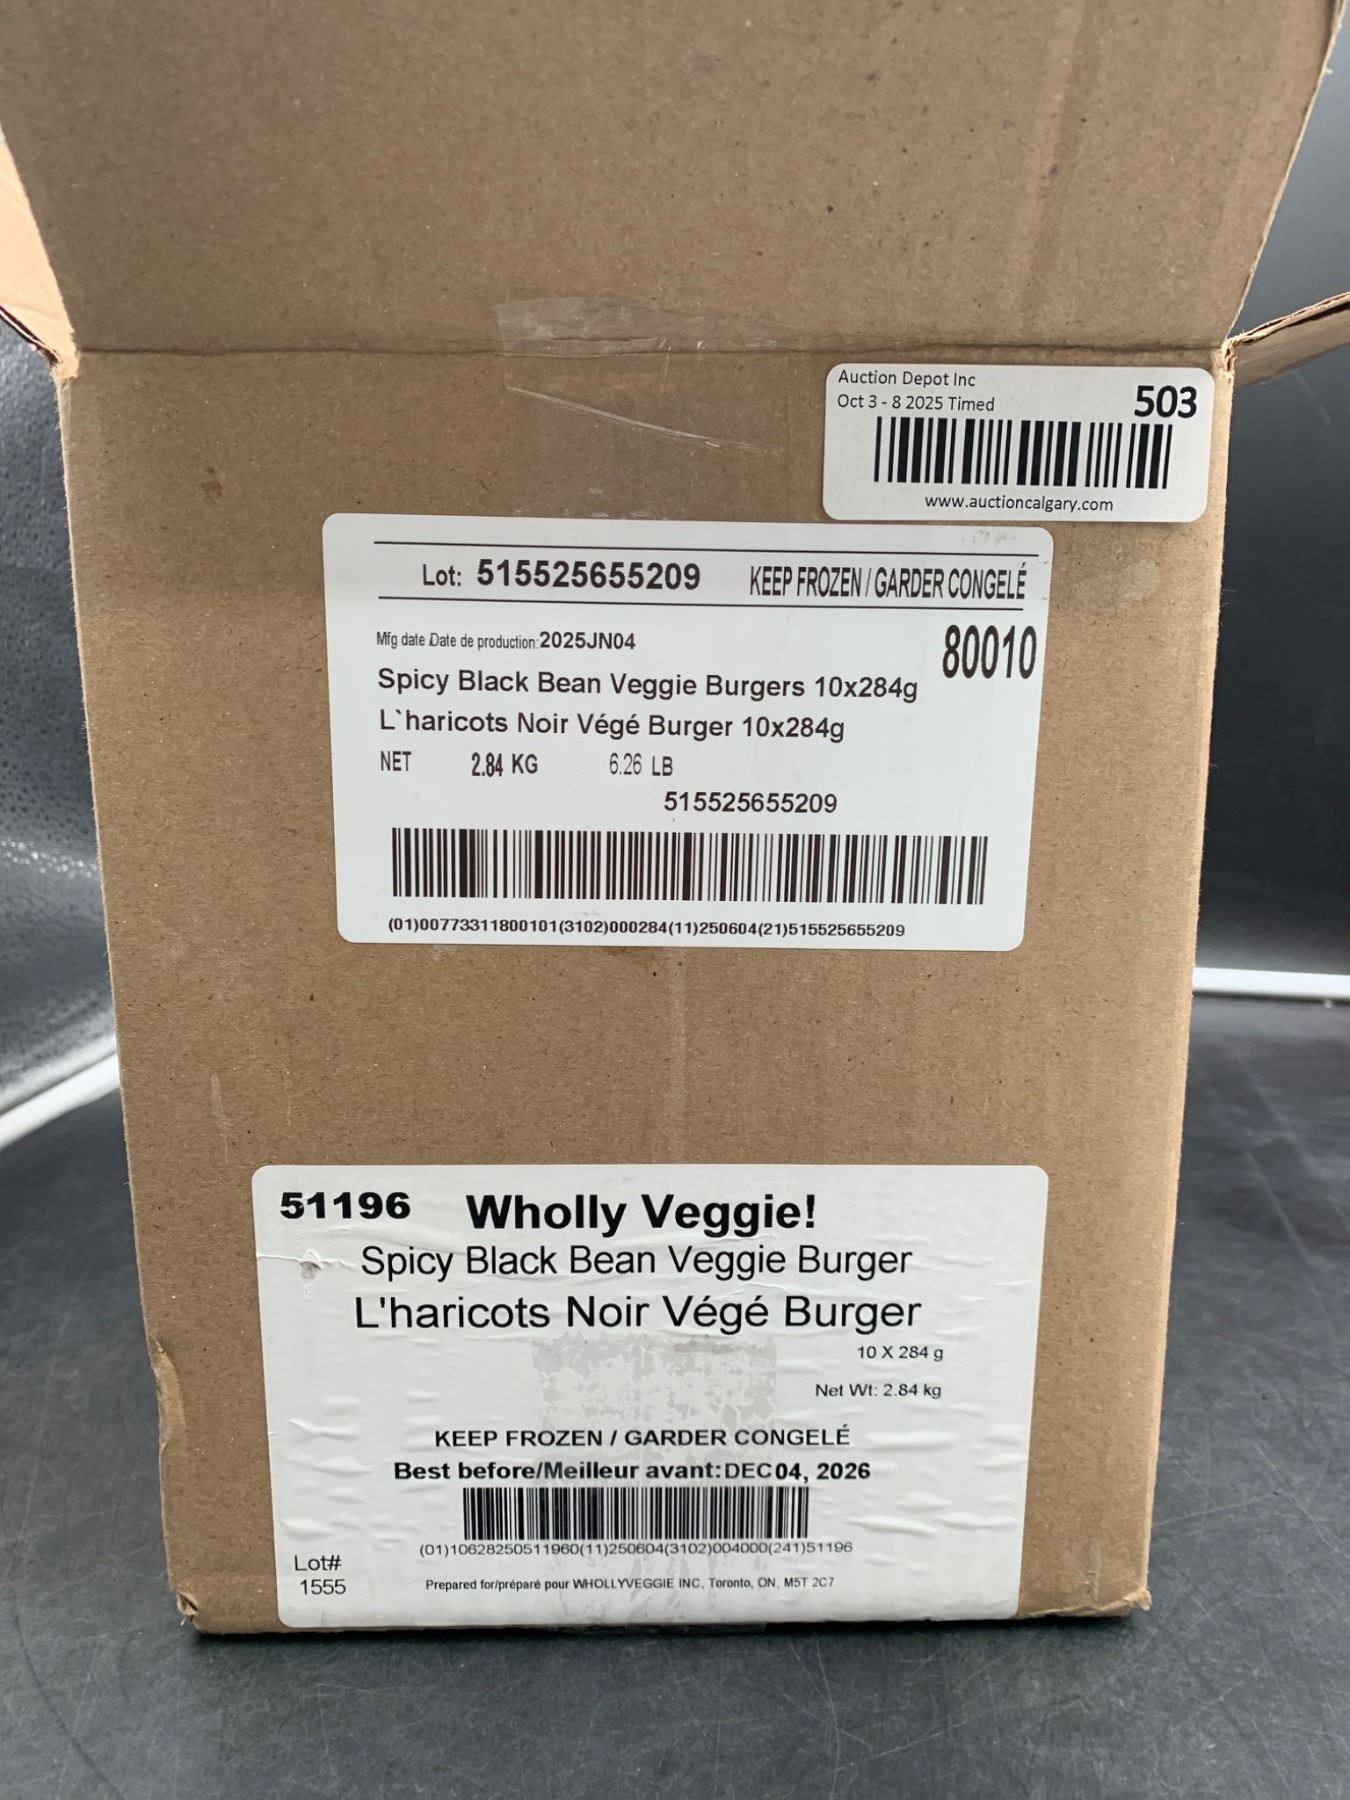 Auction Depot Inc
Oct 3 - 8 2025 Timed
503
www.auctioncalgary.com
Lot: 515525655209 KEEP FROZEN / GARDER CONGELÉ
Mfg date Date de production:2025JN04
80010
Spicy Black Bean Veggie Burgers 10x284g
L`haricots Noir Végé Burger 10x284g
NET 2.84 KG 6.26 LB
515525655209
(01)00773311800101(3102)000284(11)250604(21)515525655209
51196 Wholly Veggie!
Spicy Black Bean Veggie Burger
L'haricots Noir Végé Burger
10 X 284 g
Net Wt: 2.84 kg
KEEP FROZEN / GARDER CONGELÉ
Best before/Meilleur avant:DEC 04, 2026
(01)10628250511960(11)250604(3102)004000(241)51196
Lot#
1555
Prepared for/préparé pour WHOLLYVEGGIE INC, Toronto, ON, M5T 2C7